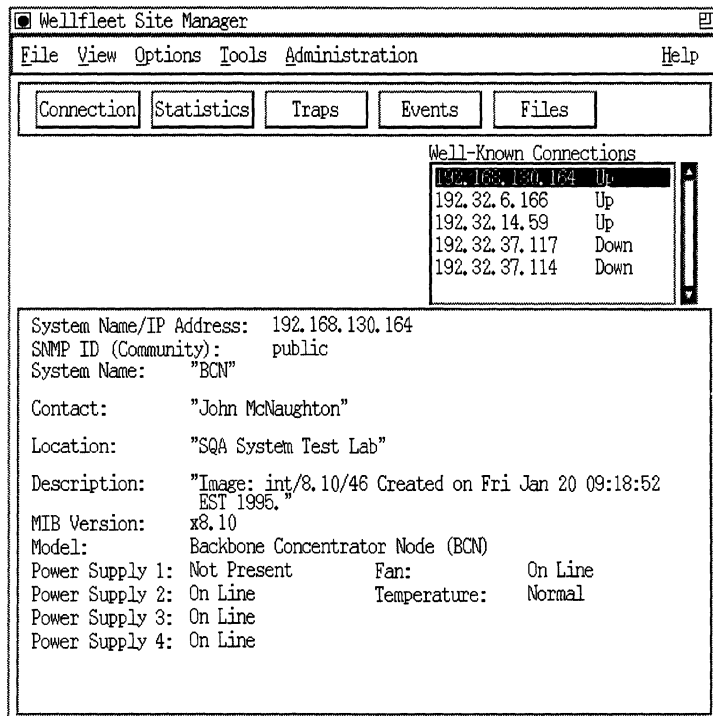 Wellfleet Site Manager
File View Options Tools Administration Help
Connection Statistics Traps Events Files
Well-Known Connections
192.168.130.164 Up
192.32.6.166 Up
192.32.14.59 Up
192.32.37.117 Down
192.32.37.114 Down
System Name/IP Address: 192.168.130.164
SNMP ID (Community): public
System Name: "BCN"
Contact: "John McNaughton"
Location: "SQA System Test Lab"
Description: "Image: int/8.10/46 Created on Fri Jan 20 09:18:52
EST 1995."
MIB Version: x8.10
Model: Backbone Concentrator Node (BCN)
Power Supply 1: Not Present Fan: On Line
Power Supply 2: On Line Temperature: Normal
Power Supply 3: On Line
Power Supply 4: On Line